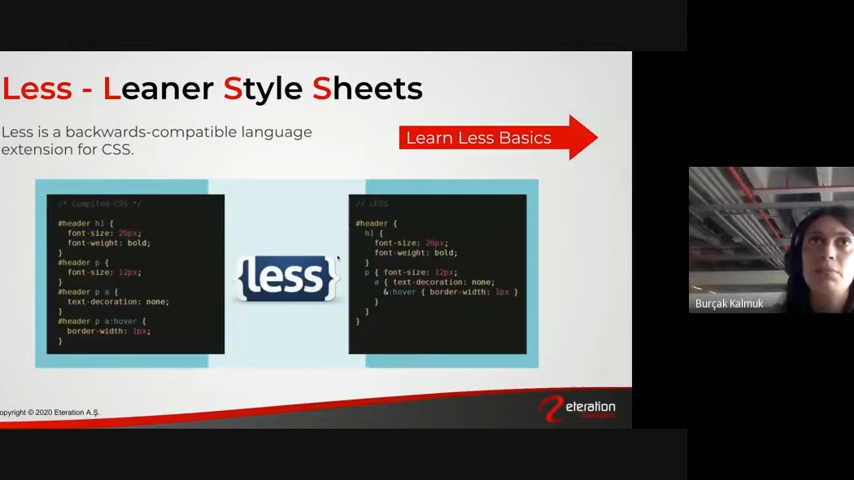 Less - Leaner Style Sheets
Less is a backwards-compatible language
extension for CSS.
Learn Less Basics
/* Compiled CSS */
#header h1 {
font-size: 26px;
font-weight: bold;
}
#header p {
font-size: 12px;
}
#header p a {
text-decoration: none;
}
#header p a:hover {
border-width: 1px;
}
{less}
// LESS
#header {
h1 {
font-size: 26px;
font-weight: bold;
}
p { font-size: 12px;
a { text-decoration: none;
&:hover { border-width: 1px }
}
}
}
opyright © 2020 Eteration A.Ş.
eteration
Burçak Kalmuk